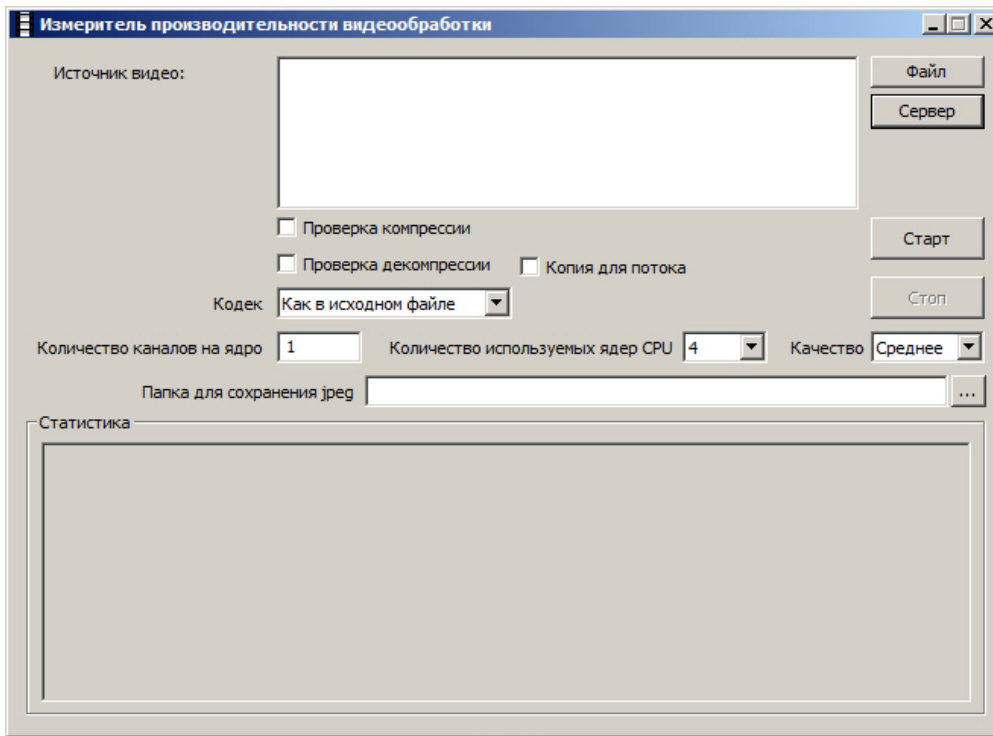 Измеритель производительности видеообработки
Источник видео:
Файл
Сервер
Проверка компрессии
Старт
Проверка декомпрессии
Копия для потока
Кодек
Как в исходном файле
Стоп
Количество каналов на ядро
1
Количество используемых ядер CPU
4
Качество
Среднее
Папка для сохранения jpeg
...
Статистика